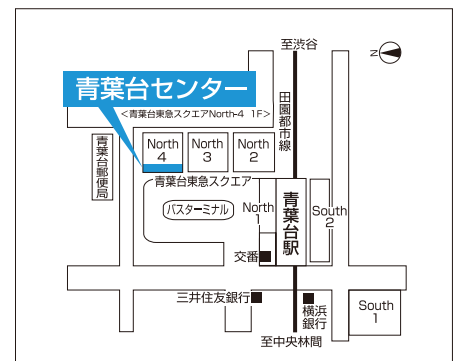 至渋谷
N
青葉台センター
<青葉台東急スクエアNorth-4 1F>
田園都市線
青葉台郵便局
North
4
North
3
North
2
青葉台東急スクエア
バスターミナル
North
1
青葉台駅
South
2
交番
三井住友銀行
横浜
銀行
South
1
至中央林間